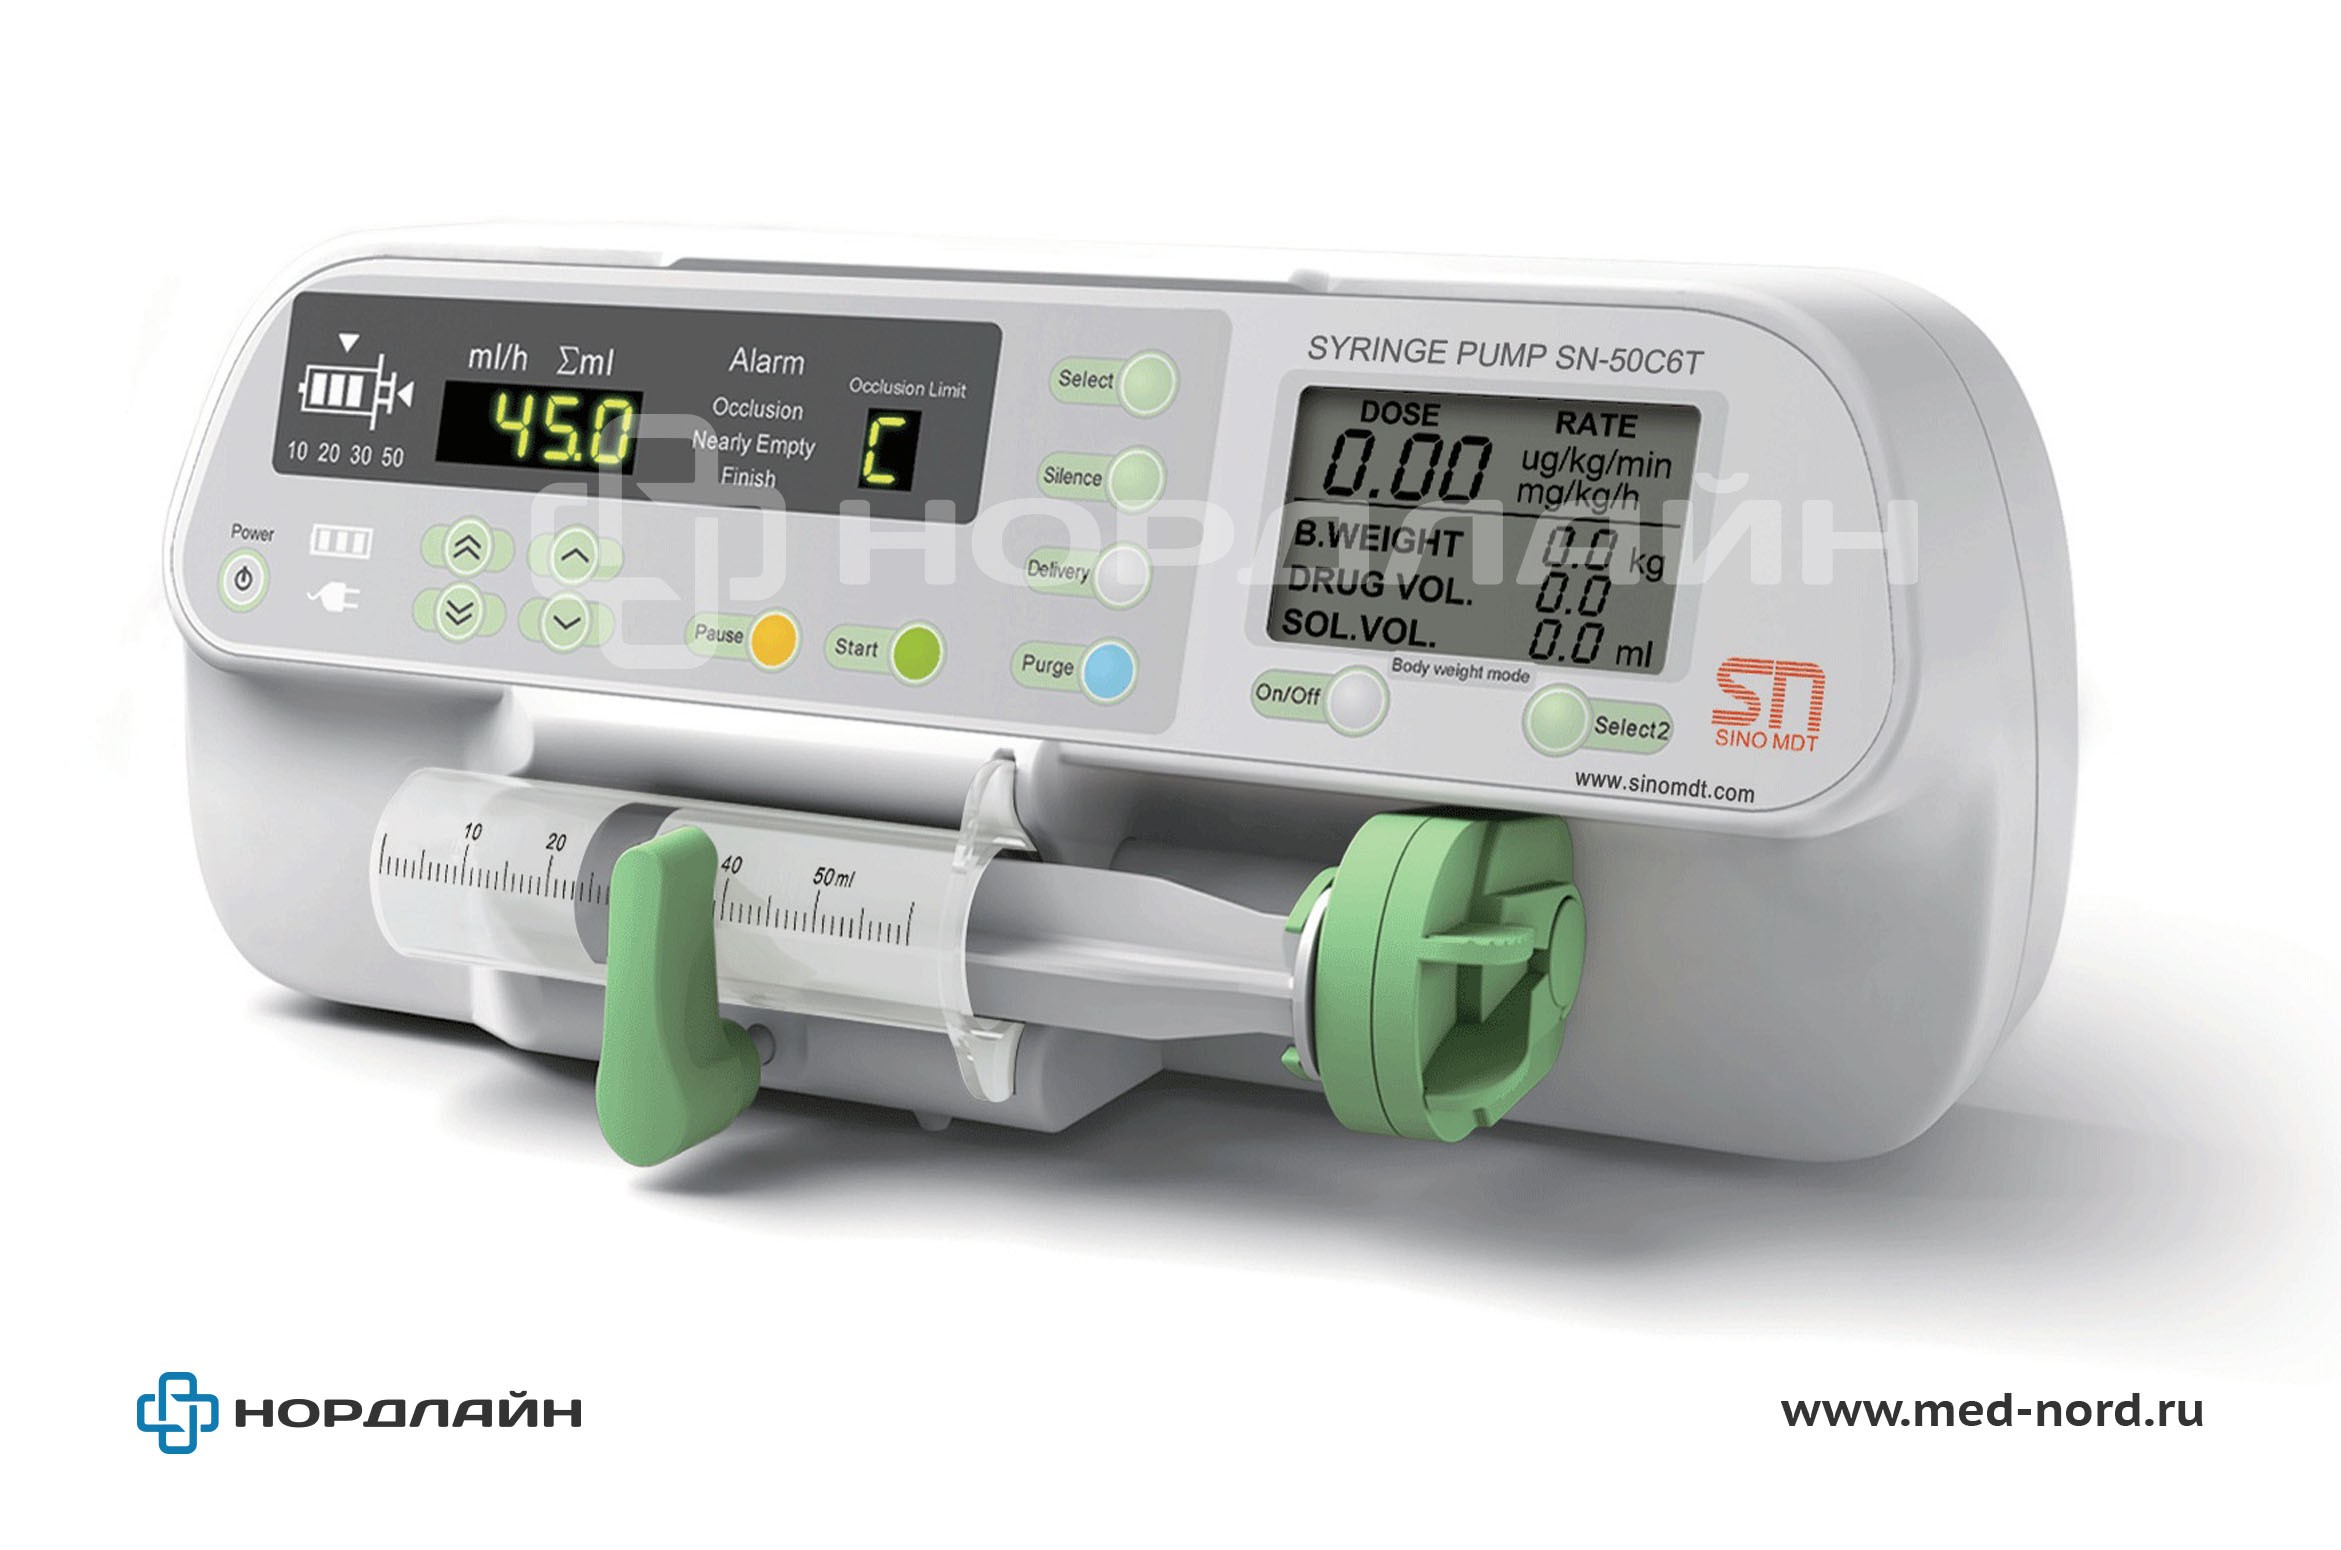 SYRINGE PUMP SN-50C6T
ml/h Σml
Alarm
Occlusion Limit
45.0
Occlusion
C
Nearly Empty
Finish
10 20 30 50
Select
Silence
Delivery
Purge
Power
Pause
Start
DOSE RATE
0.00 ug/kg/min
mg/kg/h
B.WEIGHT 0.0 kg
DRUG VOL. 0.0
SOL.VOL. 0.0 ml
Body weight mode
On/Off
Select2
SN
SINO MDT
www.sinomdt.com
10 20 40 50ml
НОРДЛАЙН
НОРДЛАЙН
www.med-nord.ru